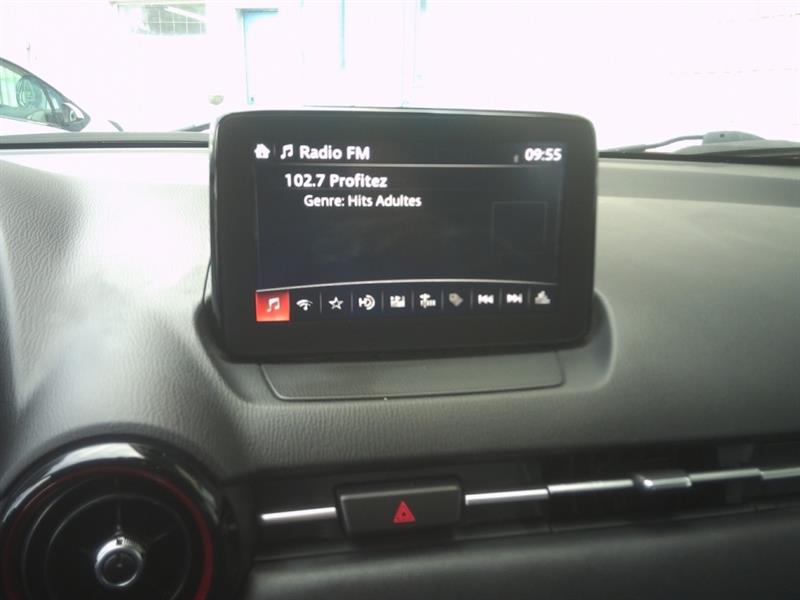 Radio FM 09:55
102.7 Profitez
Genre: Hits Adultes